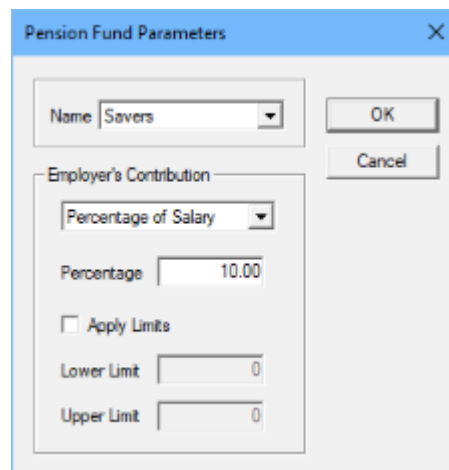 Pension Fund Parameters
Name Savers
OK
Cancel
Employer's Contribution
Percentage of Salary
Percentage 10.00
Apply Limits
Lower Limit 0
Upper Limit 0